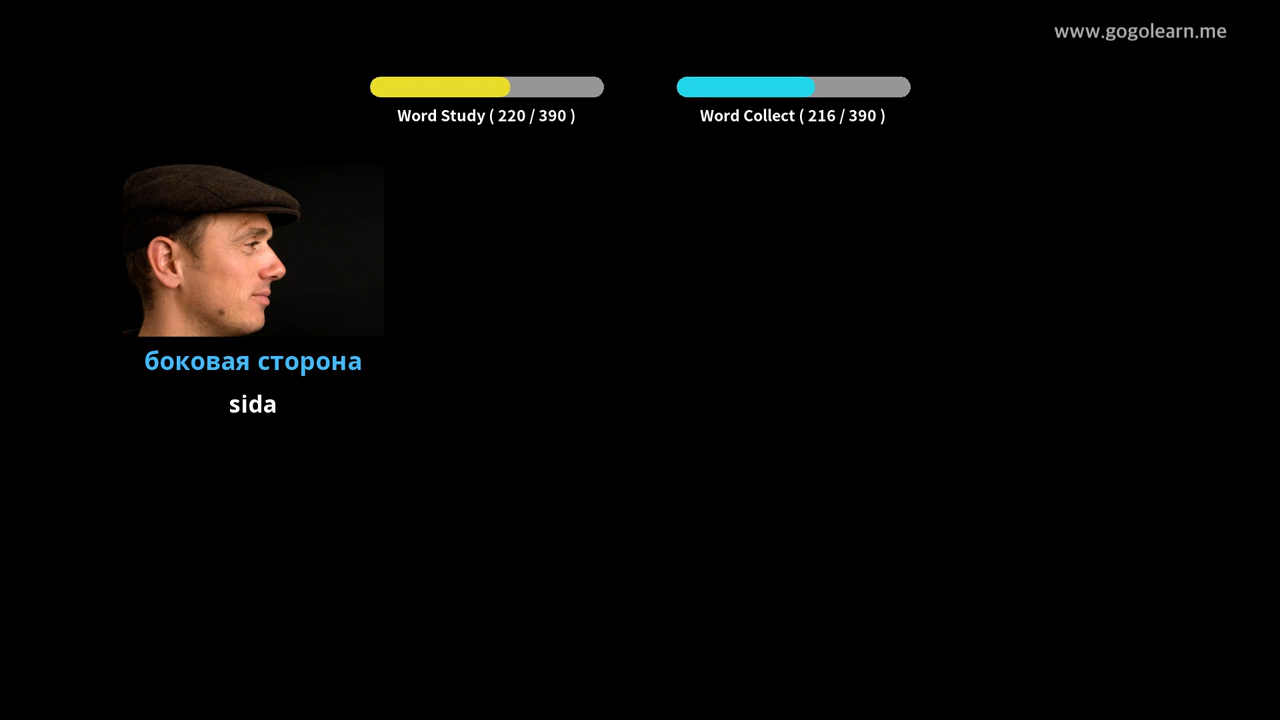 www.gogolearn.me
Word Study ( 220 / 390 )
Word Collect ( 216 / 390 )
боковая сторона
sida